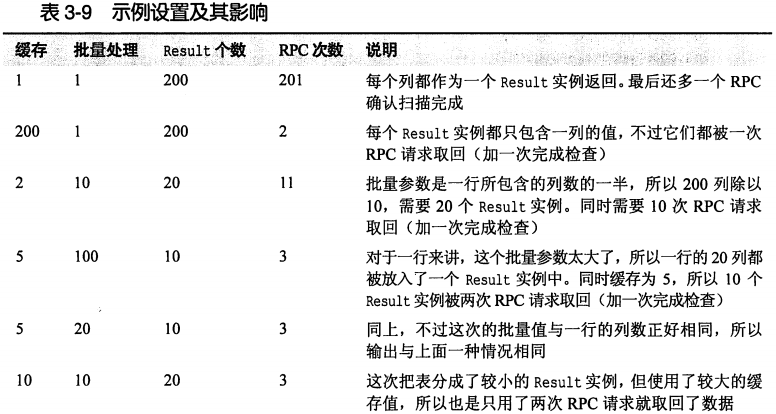 表 3-9 示例设置及其影响
缓存 批量处理 Result 个数 RPC 次数 说明
1 1 200 201 每个列都作为一个 Result 实例返回。最后还多一个 RPC
确认扫描完成
200 1 200 2 每个 Result 实例都只包含一列的值，不过它们都被一次
RPC 请求取回（加一次完成检查）
2 10 20 11 批量参数是一行所包含的列数的一半，所以 200 列除以
10，需要 20 个 Result 实例。同时需要 10 次 RPC 请求
取回（加一次完成检查）
5 100 10 3 对于一行来讲，这个批量参数太大了，所以一行的 20 列都
被放入了一个 Result 实例中。同时缓存为 5，所以 10 个
Result 实例被两次 RPC 请求取回（加一次完成检查）
5 20 10 3 同上，不过这次的批量值与一行的列数正好相同，所以
输出与上面一种情况相同
10 10 20 3 这次把表分成了较小的 Result 实例，但使用了较大的缓
存值，所以也是只用了两次 RPC 请求就取回了数据